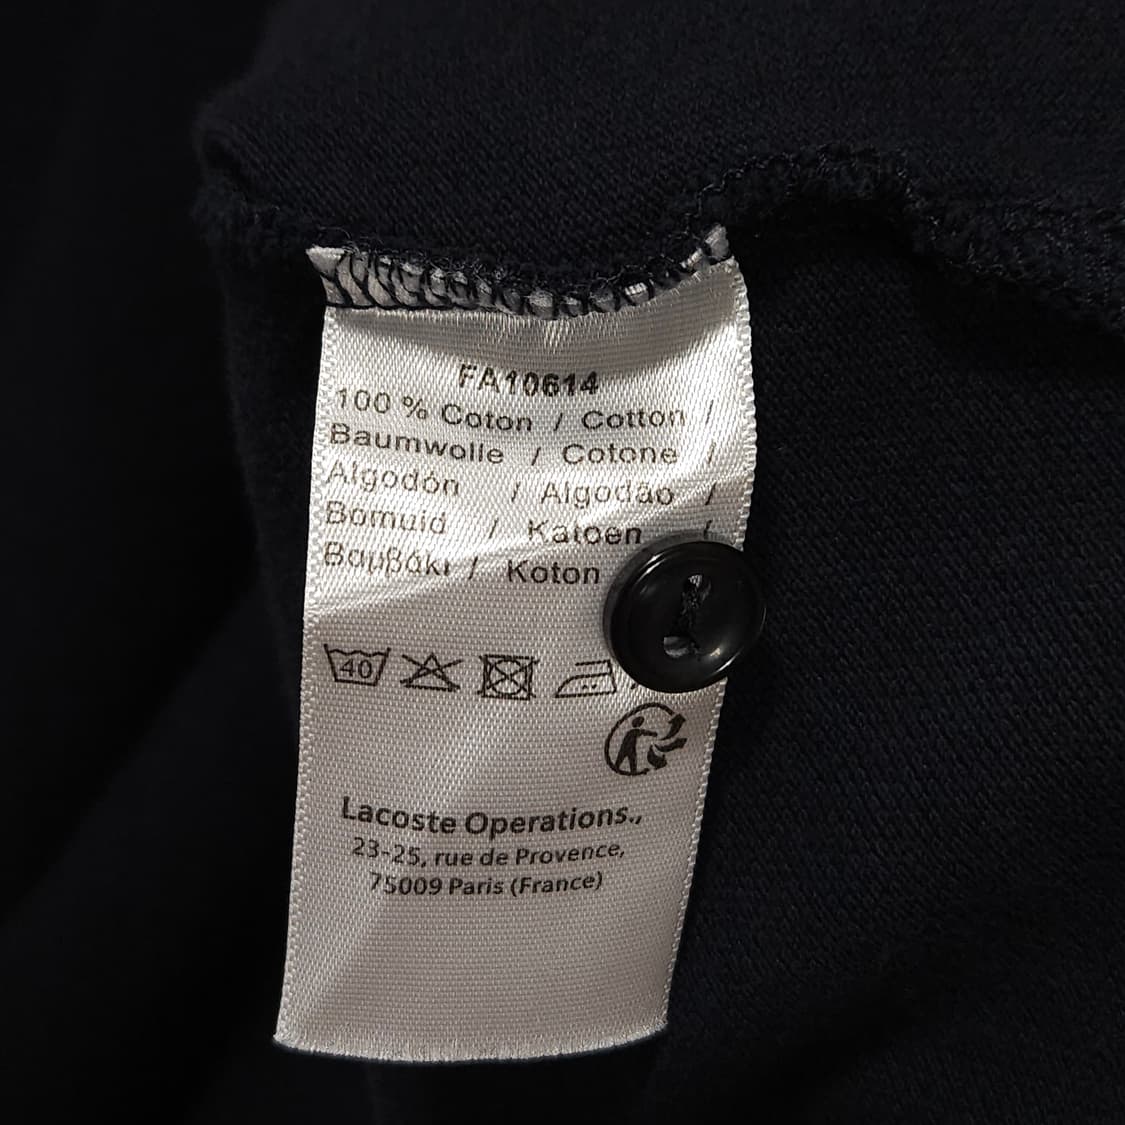 FA10614
100 % Coton / Cotton /
Baumwolle / Cotone /
Algodón / Algodão /
Bomuld / Katoen /
Βαμβάκι / Koton
40
Lacoste Operations.,
23-25, rue de Provence,
75009 Paris (France)